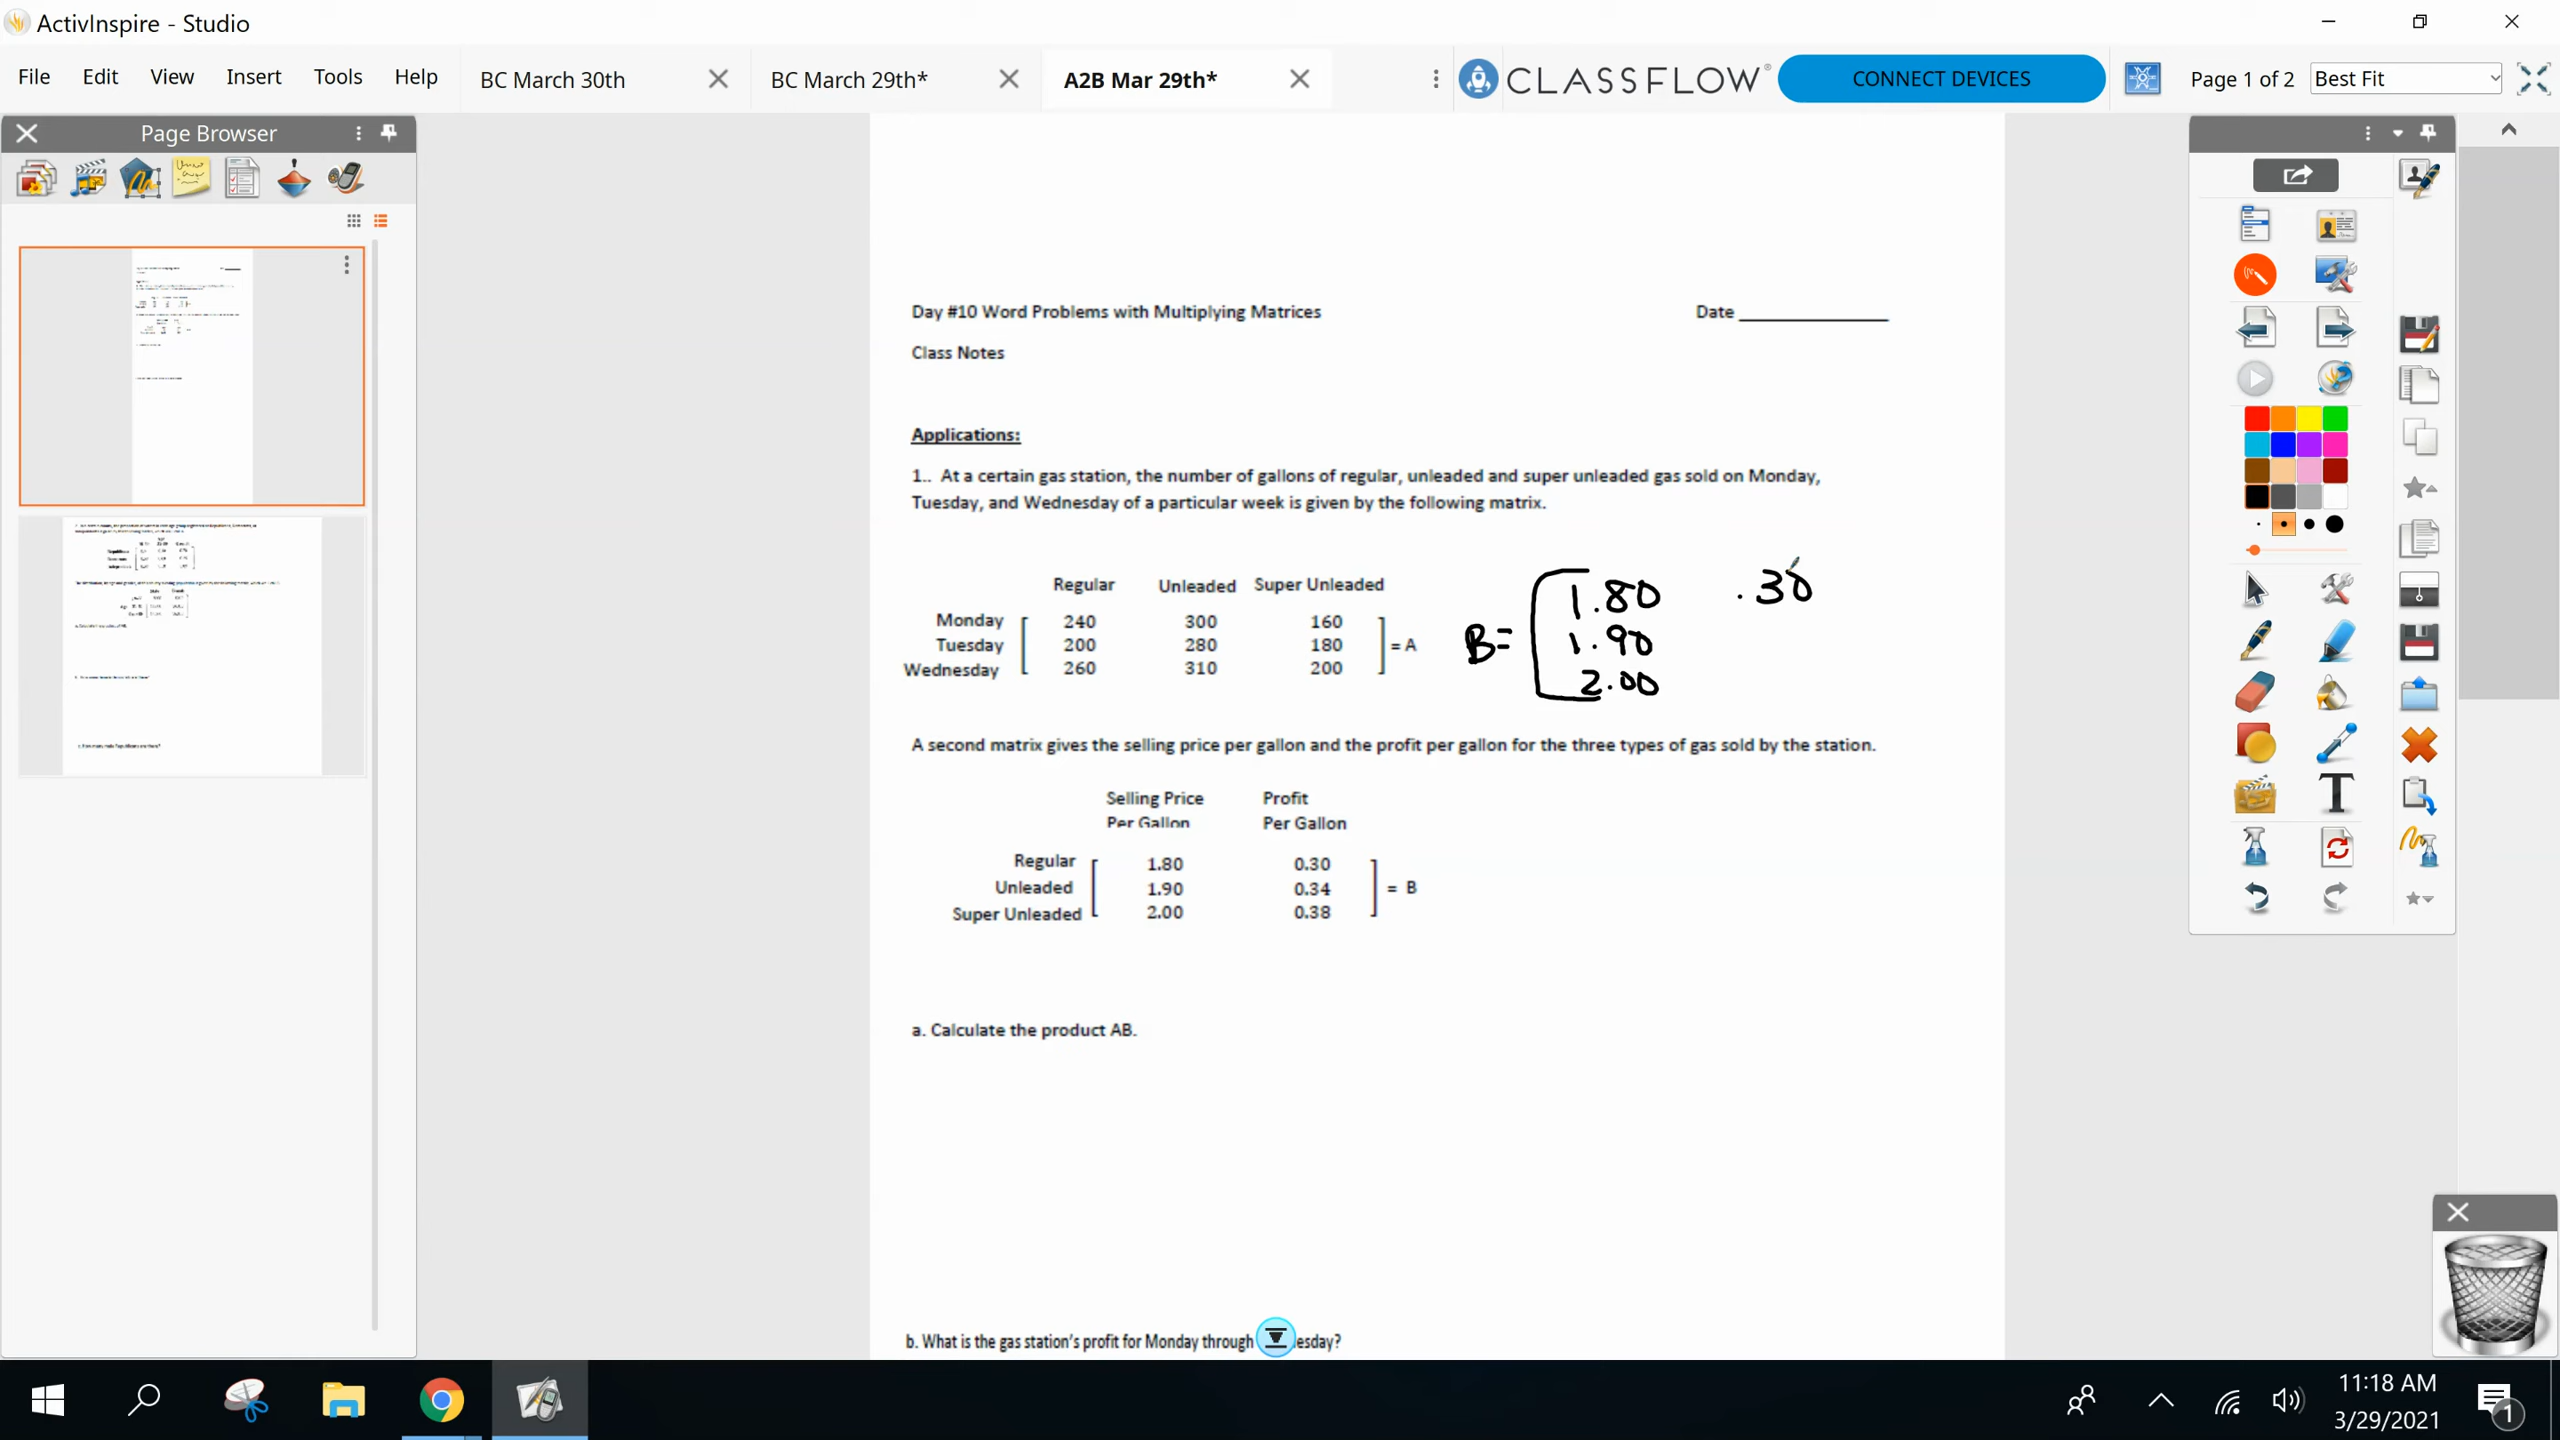 ActivInspire - Studio
File Edit View Insert Tools Help
BC March 30th
BC March 29th*
A2B Mar 29th*
CLASSFLOW
CONNECT DEVICES
Page 1 of 2
Best Fit
Page Browser
Day #10 Word Problems with Multiplying Matrices
Date
Class Notes
Applications:
1.. At a certain gas station, the number of gallons of regular, unleaded and super unleaded gas sold on Monday,
Tuesday, and Wednesday of a particular week is given by the following matrix.
Regular Unleaded Super Unleaded
Monday 240 300 160
Tuesday 200 280 180 = A
Wednesday 260 310 200
B= 1.80 .30
1.90
2.00
A second matrix gives the selling price per gallon and the profit per gallon for the three types of gas sold by the station.
Selling Price Profit
Per Gallon Per Gallon
Regular 1.80 0.30
Unleaded 1.90 0.34 = B
Super Unleaded 2.00 0.38
a. Calculate the product AB.
b. What is the gas station's profit for Monday through esday?
T
11:18 AM
3/29/2021
1